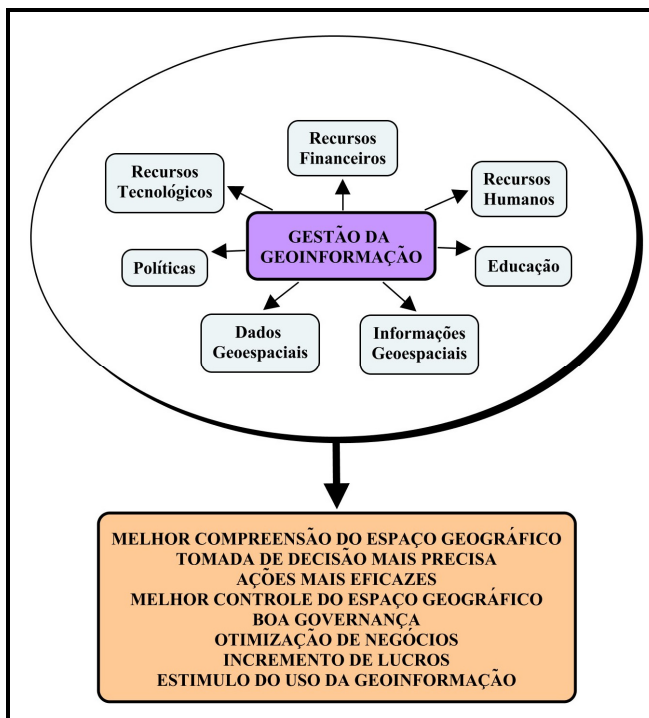 Recursos
Financeiros
Recursos
Tecnológicos
Recursos
Humanos
GESTÃO DA
GEOINFORMAÇÃO
Políticas
Educação
Dados
Geoespaciais
Informações
Geoespaciais
MELHOR COMPREENSÃO DO ESPAÇO GEOGRÁFICO
TOMADA DE DECISÃO MAIS PRECISA
AÇÕES MAIS EFICAZES
MELHOR CONTROLE DO ESPAÇO GEOGRÁFICO
BOA GOVERNANÇA
OTIMIZAÇÃO DE NEGÓCIOS
INCREMENTO DE LUCROS
ESTIMULO DO USO DA GEOINFORMAÇÃO